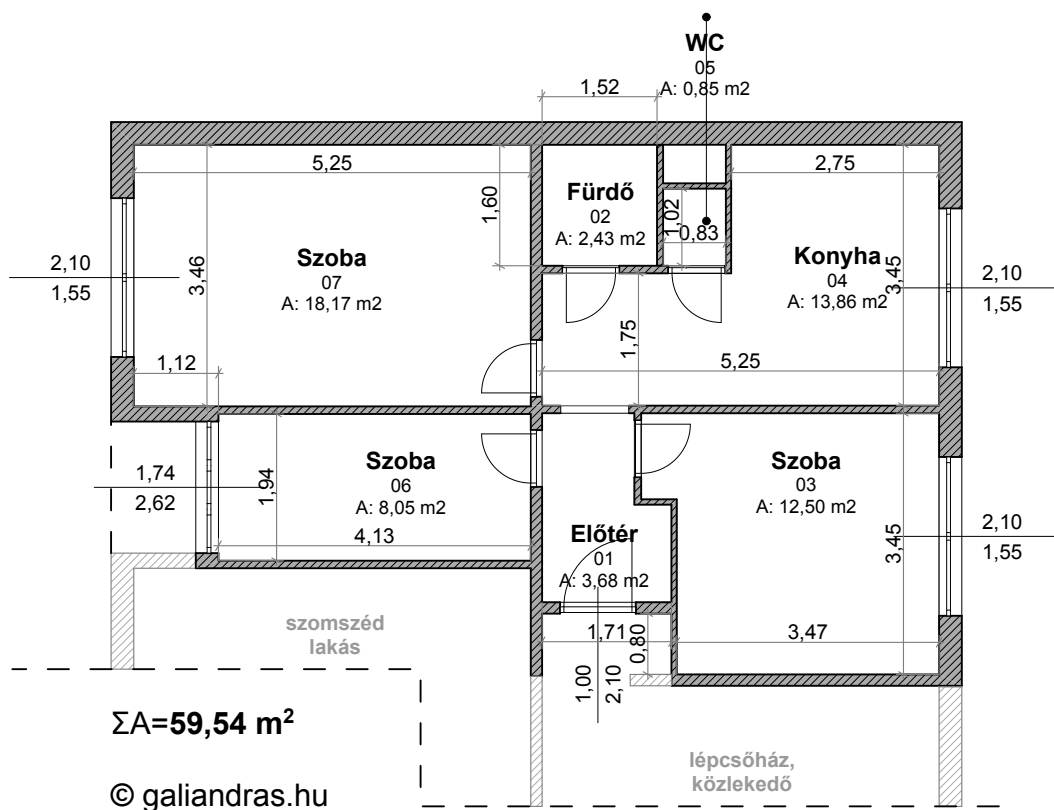 WC
05
A: 0,85 m2
1,52
5,25
2,75
1,60
Fürdő
02
A: 2,43 m2
1,02
0,83
Szoba
07
A: 18,17 m2
3,46
Konyha
04
A: 13,86 m2
3,45
2,10
1,55
2,10
1,55
1,12
1,75
5,25
1,74
2,62
1,94
Szoba
06
A: 8,05 m2
4,13
Szoba
03
A: 12,50 m2
3,45
2,10
1,55
Előtér
01
A: 3,68 m2
szomszéd
lakás
1,71
0,80
3,47
1,00
2,10
ΣA=59,54 m²
lépcsőház,
közlekedő
© galiandras.hu